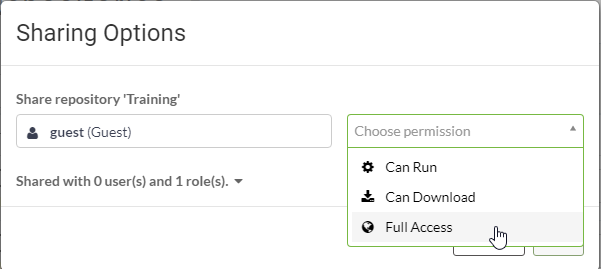 Sharing Options
Share repository 'Training'
guest (Guest)
Choose permission
Can Run
Can Download
Full Access
Shared with 0 user(s) and 1 role(s).